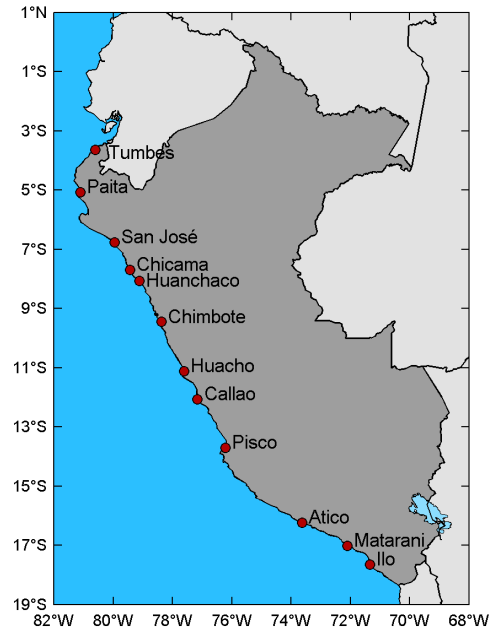 1°N
1°S
3°S
Tumbes
5°S
Paita
San José
7°S
Chicama
Huanchaco
9°S
Chimbote
11°S
Huacho
Callao
13°S
Pisco
15°S
Atico
17°S
Matarani
Ilo
19°S
82°W 80°W 78°W 76°W 74°W 72°W 70°W 68°W